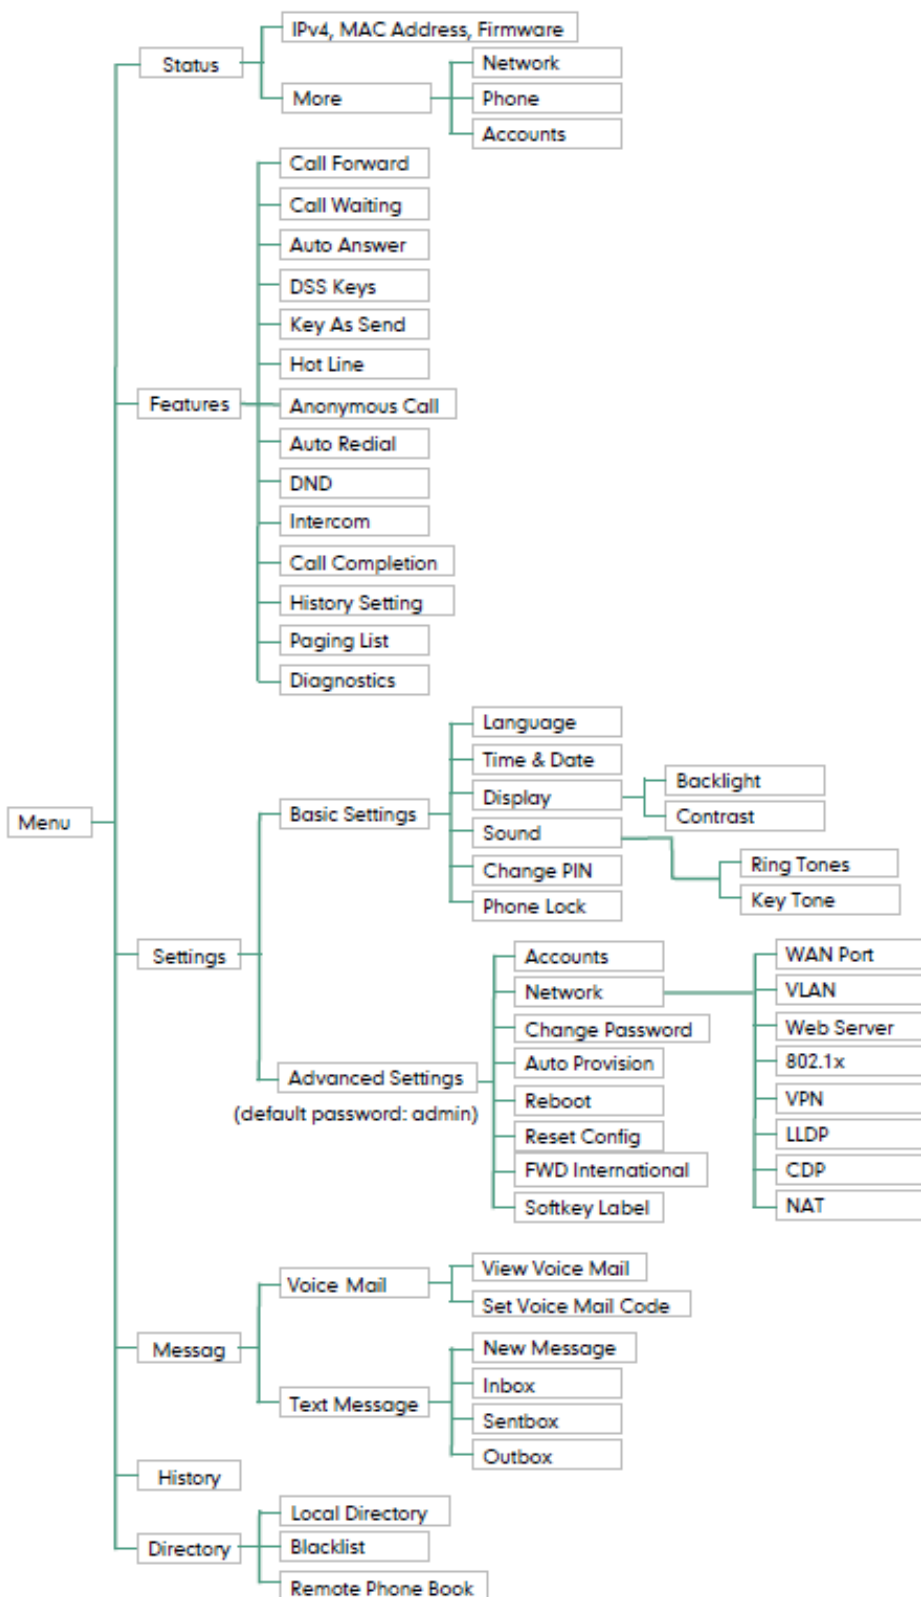 IPv4, MAC Address, Firmware
Status
Network
More
Phone
Accounts
Call Forward
Call Waiting
Auto Answer
DSS Keys
Key As Send
Hot Line
Features
Anonymous Call
Auto Redial
DND
Intercom
Call Completion
History Setting
Paging List
Diagnostics
Language
Time & Date
Display
Backlight
Contrast
Menu
Basic Settings
Sound
Ring Tones
Change PIN
Key Tone
Phone Lock
Settings
Accounts
WAN Port
Network
VLAN
Change Password
Web Server
Auto Provision
802.1x
Advanced Settings
(default password: admin)
Reboot
VPN
Reset Config
LLDP
FWD International
CDP
Softkey Label
NAT
View Voice Mail
Voice Mail
Set Voice Mail Code
Messag
New Message
Inbox
Text Message
Sentbox
Outbox
History
Local Directory
Directory
Blacklist
Remote Phone Book